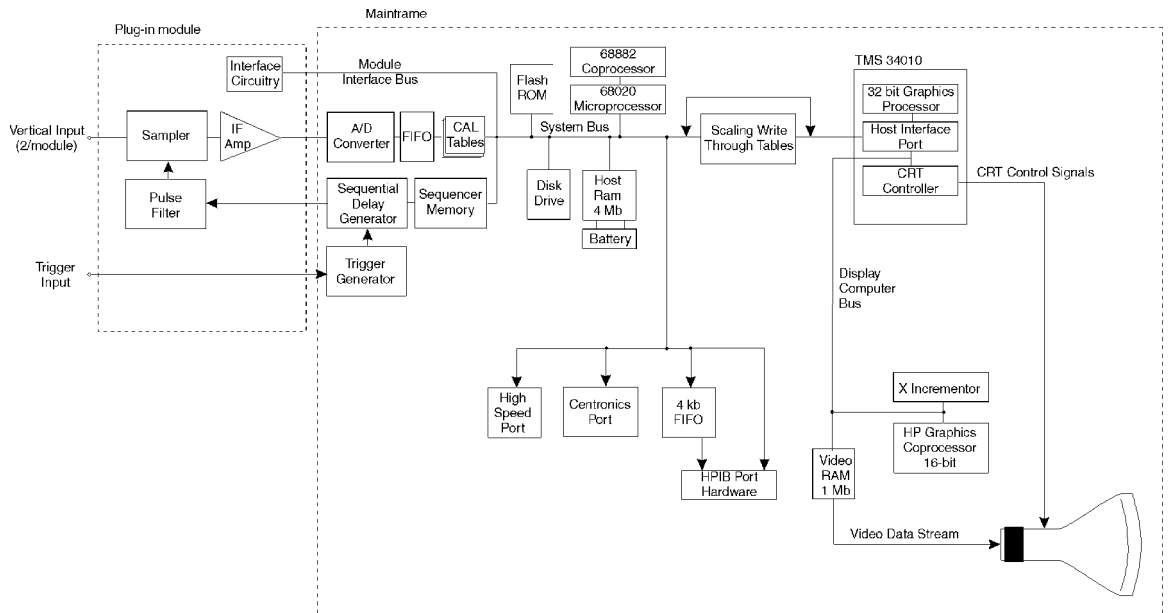 Mainframe
Plug-in module
Interface
Circuitry
Module
Interface Bus
Flash
ROM
68882
Coprocessor
68020
Microprocessor
TMS 34010
32 bit Graphics
Processor
Host Interface
Port
CRT
Controller
Vertical Input
(2/module)
Sampler
IF
Amp
A/D
Converter
FIFO
CAL
Tables
System Bus
Scaling Write
Through Tables
CRT Control Signals
Pulse
Filter
Sequential
Delay
Generator
Sequencer
Memory
Disk
Drive
Host
Ram
4 Mb
Battery
Trigger
Input
Trigger
Generator
Display
Computer
Bus
High
Speed
Port
Centronics
Port
4 kb
FIFO
HPIB Port
Hardware
X Incrementor
HP Graphics
Coprocessor
16-bit
Video
RAM
1 Mb
Video Data Stream